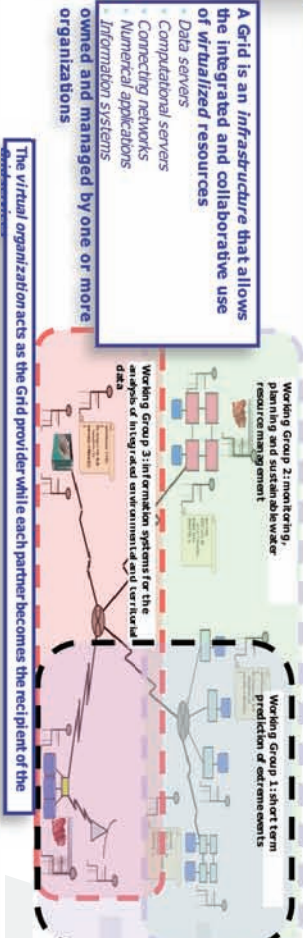 A Grid is an infrastructure that allows
the integrated and collaborative use
of virtualized resources
Data servers
Computational servers
Connecting networks
Numerical applications
Information systems
owned and managed by one or more
organizations
Working Group 2: monitoring,
planning and sustainable water
resource management
Working Group 1: short term
prediction of extreme events
Working Group 3: information systems for the
analysis of integrated environmental and territorial
data
The virtual organization acts as the Grid provider while each partner becomes the recipient of the